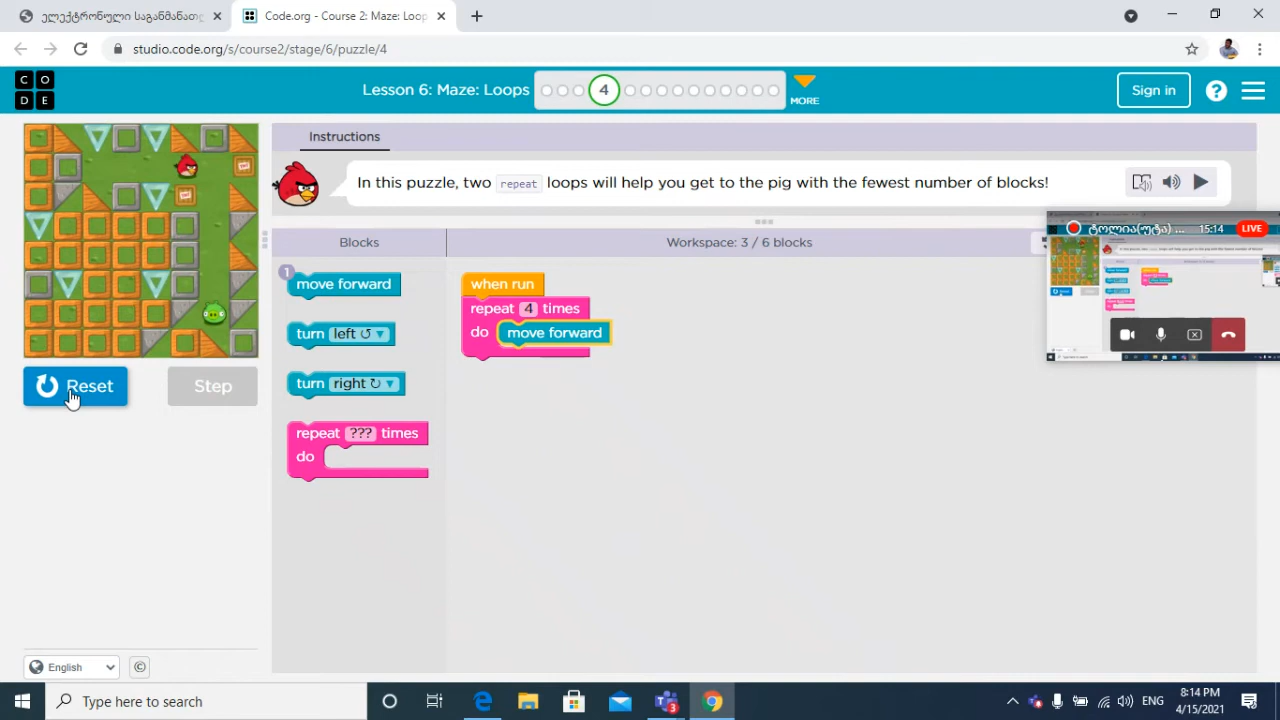 ელექტრონული საგანმანათ
Code.org - Course 2: Maze: Loops
studio.code.org/s/course2/stage/6/puzzle/4
C O
D E
Lesson 6: Maze: Loops
4
MORE
Sign in
?
Instructions
In this puzzle, two repeat loops will help you get to the pig with the fewest number of blocks!
Blocks
Workspace: 3 / 6 blocks
15:14
LIVE
1
move forward
turn left
turn right
repeat ??? times
do
when run
repeat 4 times
do move forward
Reset
Step
English
©
Type here to search
3
ENG
8:14 PM
4/15/2021